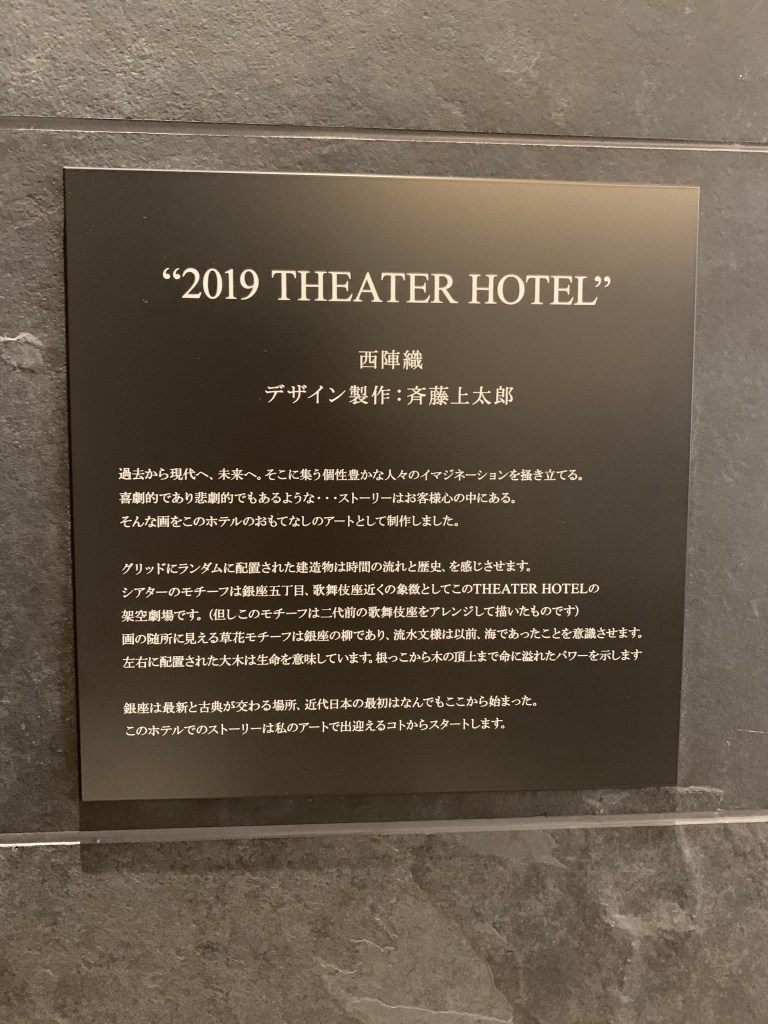 “2019 THEATER HOTEL”
西陣織
デザイン製作：斉藤上太郎
過去から現代へ、未来へ。そこに集う個性豊かな人々のイマジネーションを掻き立てる。
喜劇的であり悲劇的でもあるような・・・ストーリーはお客様心の中にある。
そんな画をこのホテルのおもてなしのアートとして制作しました。
グリッドにランダムに配置された建造物は時間の流れと歴史、を感じさせます。
シアターのモチーフは銀座五丁目、歌舞伎座近くの象徴としてこのTHEATER HOTELの
架空劇場です。（但しこのモチーフは二代前の歌舞伎座をアレンジして描いたものです）
画の随所に見える草花モチーフは銀座の柳であり、流水文様は以前、海であったことを意識させます。
左右に配置された大木は生命を意味しています。根っこから木の頂上まで命に溢れたパワーを示します
銀座は最新と古典が交わる場所、近代日本の最初はなんでもここから始まった。
このホテルでのストーリーは私のアートで出迎えるコトからスタートします。